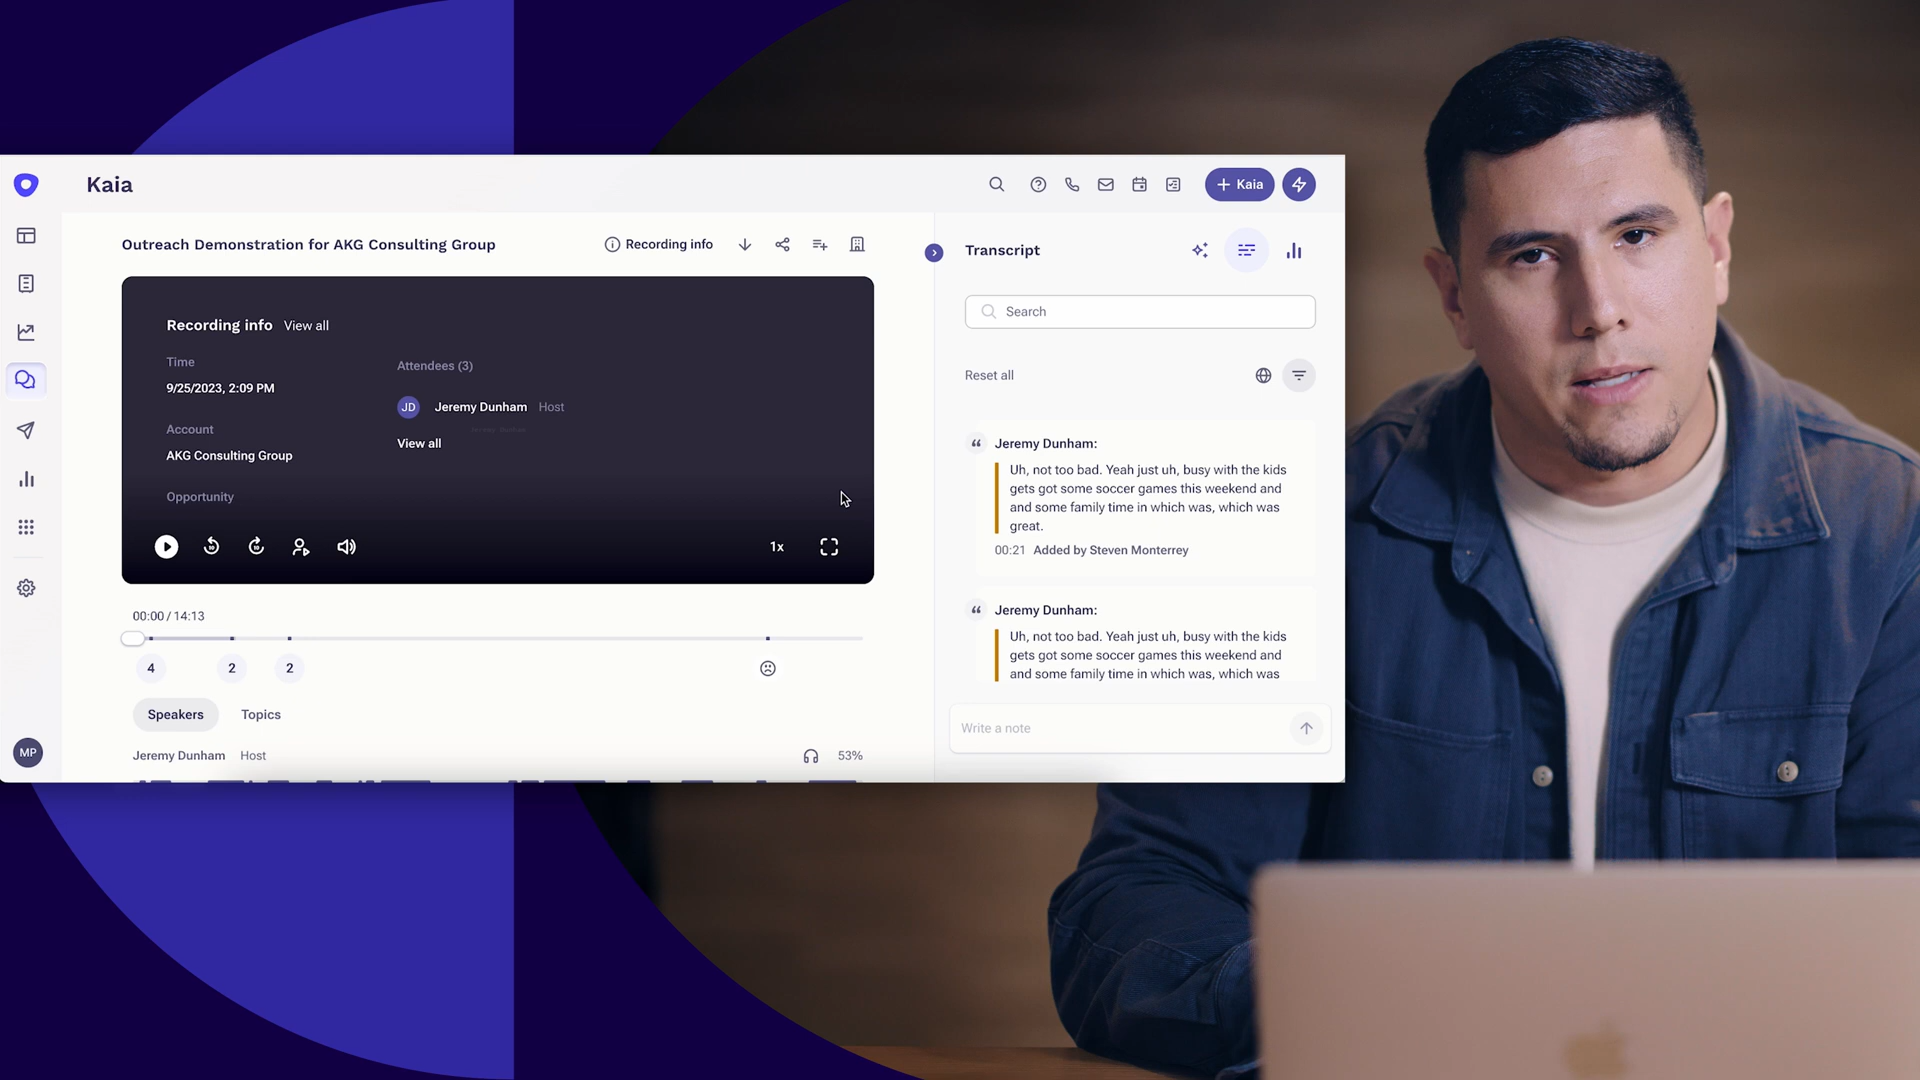 Kaia
+ Kaia
Outreach Demonstration for AKG Consulting Group
Recording info
Recording info View all
Time
9/25/2023, 2:09 PM
Account
AKG Consulting Group
Opportunity
Attendees (3)
JD Jeremy Dunham Host
View all
1x
00:00 / 14:13
4 2 2
Speakers Topics
Jeremy Dunham Host 53%
MP
Transcript
Search
Reset all
“ Jeremy Dunham:
Uh, not too bad. Yeah just uh, busy with the kids
gets got some soccer games this weekend and
and some family time in which was, which was
great.
00:21 Added by Steven Monterrey
“ Jeremy Dunham:
Uh, not too bad. Yeah just uh, busy with the kids
gets got some soccer games this weekend and
and some family time in which was, which was
Write a note